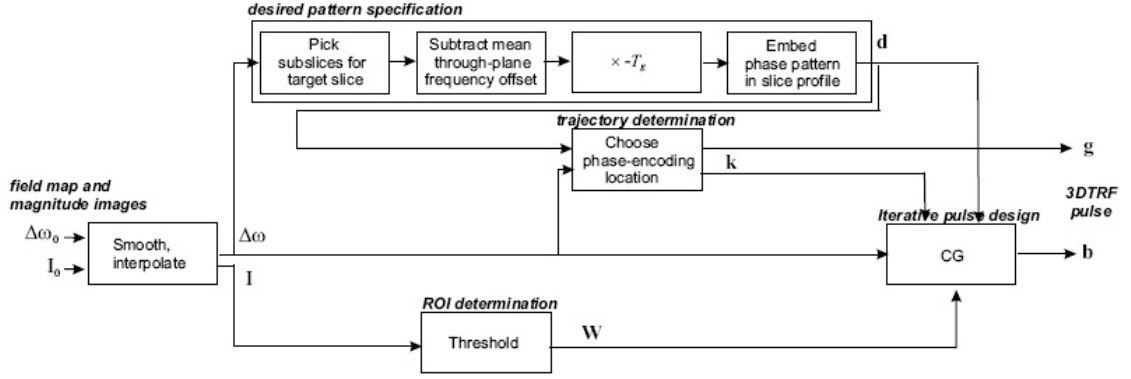 desired pattern specification
Pick
subslices for
target slice
Subtract mean
through-plane
frequency offset
× -Tg
Embed
phase pattern
in slice profile
d
trajectory determination
Choose
phase-encoding
location
g
k
field map and
magnitude images
Δω₀
I₀
Smooth,
interpolate
Δω
I
3DTRF
pulse
Iterative pulse design
CG
b
ROI determination
Threshold
W